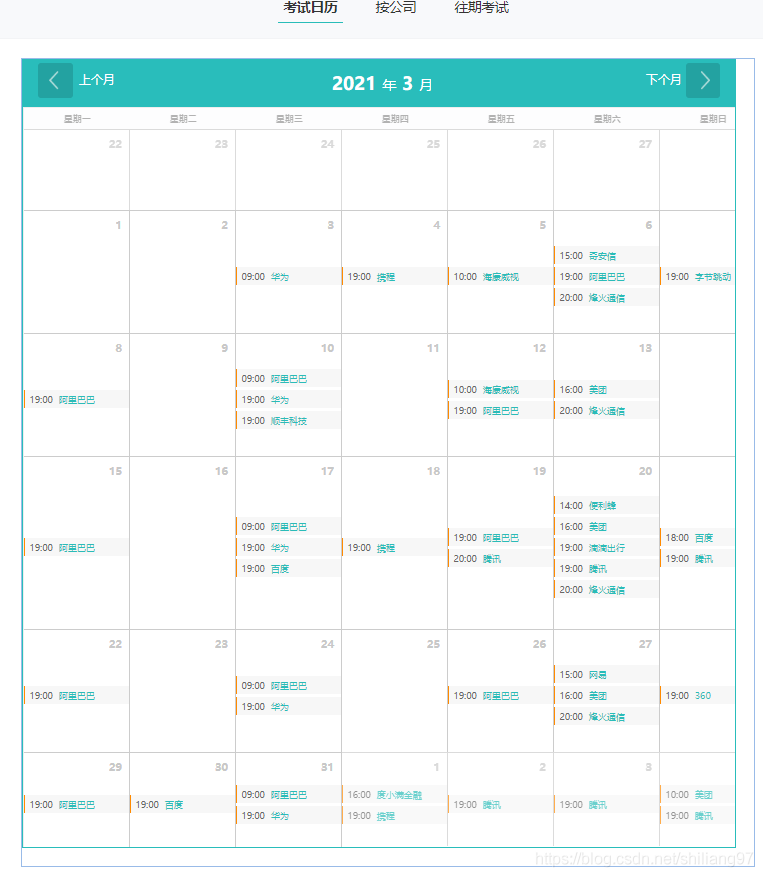 考试日历 按公司 往期考试
上个月 2021 年 3 月 下个月
星期一 星期二 星期三 星期四 星期五 星期六 星期日
22 23 24 25 26 27
1 2 3 4 5 6
15:00 奇安信
09:00 华为 19:00 携程 10:00 海康威视 19:00 阿里巴巴 19:00 字节跳动
20:00 烽火通信
8 9 10 11 12 13
09:00 阿里巴巴
10:00 海康威视 16:00 美团
19:00 阿里巴巴 19:00 华为
19:00 阿里巴巴 20:00 烽火通信
19:00 顺丰科技
15 16 17 18 19 20
14:00 便利蜂
09:00 阿里巴巴 16:00 美团
19:00 阿里巴巴 18:00 百度
19:00 阿里巴巴 19:00 华为 19:00 携程 19:00 滴滴出行
20:00 腾讯 19:00 腾讯
19:00 百度 19:00 腾讯
20:00 烽火通信
22 23 24 25 26 27
15:00 网易
09:00 阿里巴巴
19:00 阿里巴巴 19:00 阿里巴巴 16:00 美团 19:00 360
19:00 华为
20:00 烽火通信
29 30 31 1 2 3
09:00 阿里巴巴 16:00 度小满金融 10:00 美团
19:00 阿里巴巴 19:00 百度 19:00 腾讯 19:00 腾讯
19:00 华为 19:00 携程 19:00 腾讯
https://blog.csdn.net/shiliang97